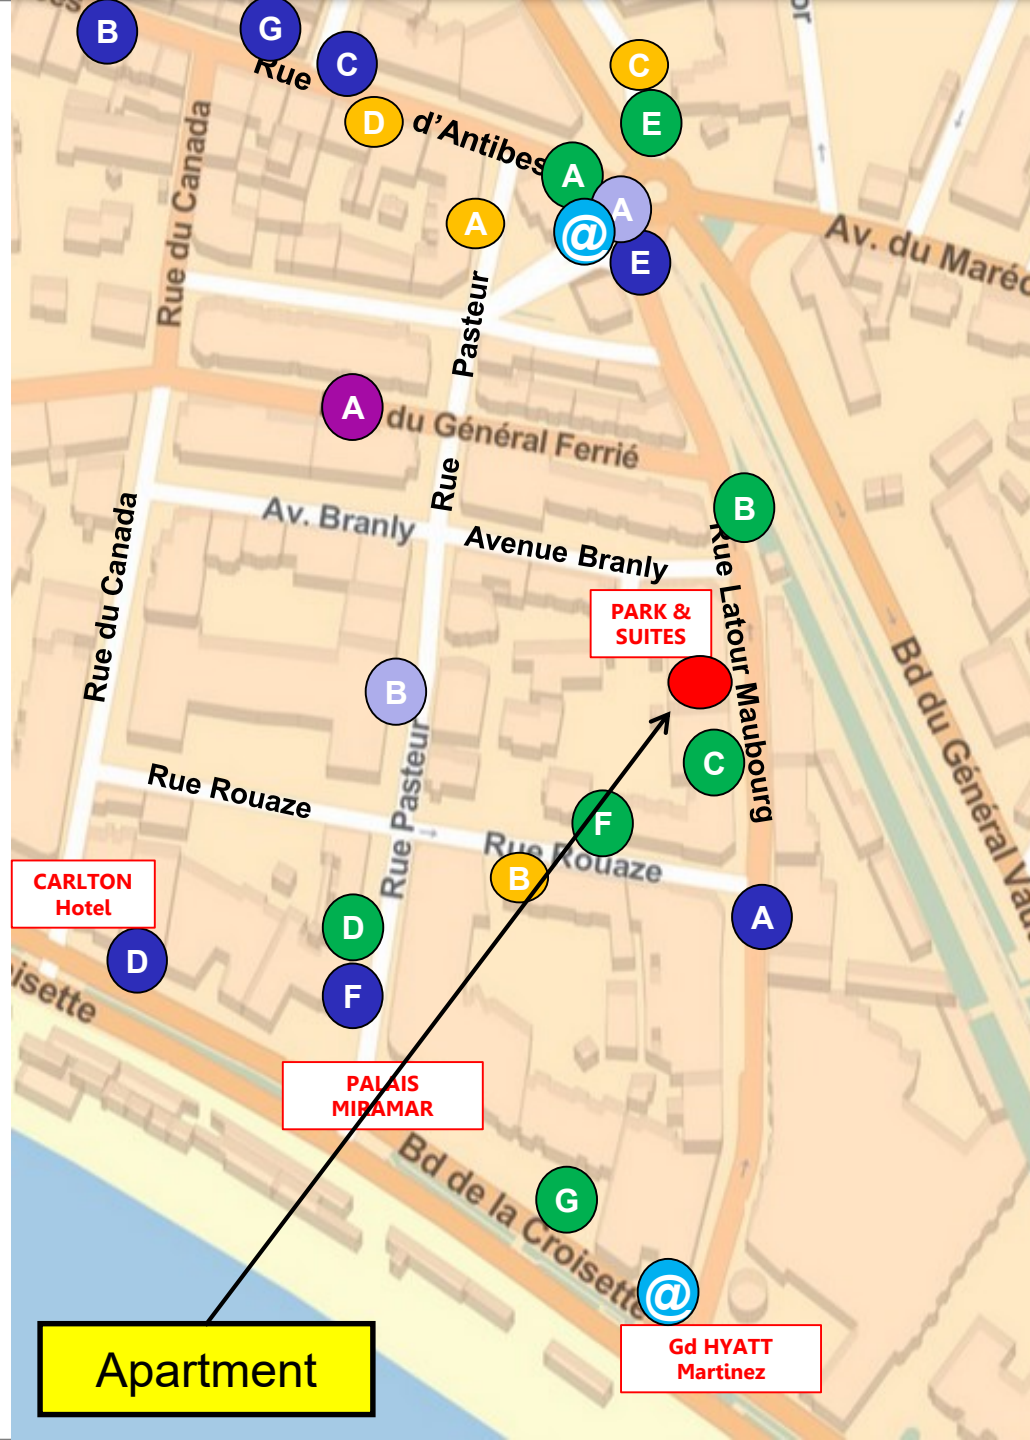 B
G
C
Rue
D
d'Antibes
C
E
A
A
@
E
A
Rue du Canada
Av. du Maréc
Pasteur
A
du Général Ferrié
Rue
B
Av. Branly
Avenue Branly
Rue du Canada
Rue Latour Maubourg
PARK &
SUITES
B
C
Bd du Général Vau
Rue Rouaze
Rue Pasteur
F
Rue Rouaze
B
CARLTON
Hotel
D
A
D
F
isette
PALAIS
MIRAMAR
Bd de la Croisette
G
@
Gd HYATT
Martinez
Apartment